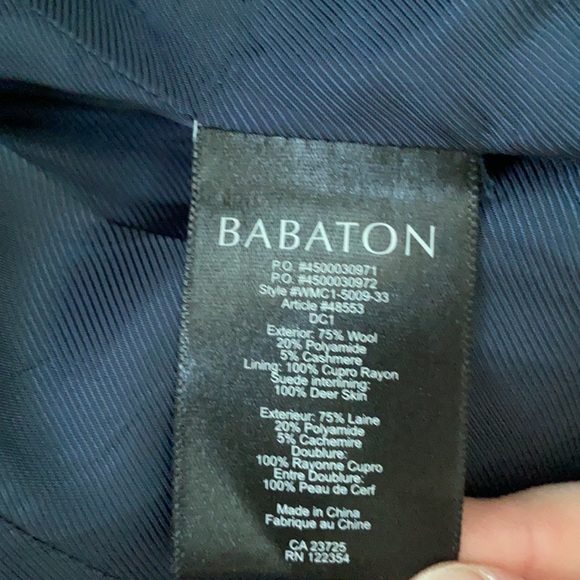 BABATON
P.O. #4500030971
P.O. #4500030972
Style #WMC1-5009-33
Article #48553
DC1
Exterior: 75% Wool
20% Polyamide
5% Cashmere
Lining: 100% Cupro Rayon
Suede interlining:
100% Deer Skin
Exterieur: 75% Laine
20% Polyamide
5% Cachemire
Doublure:
100% Rayonne Cupro
Entre Doublure:
100% Peau de Cerf
Made in China
Fabrique au Chine
CA 23725
RN 122354